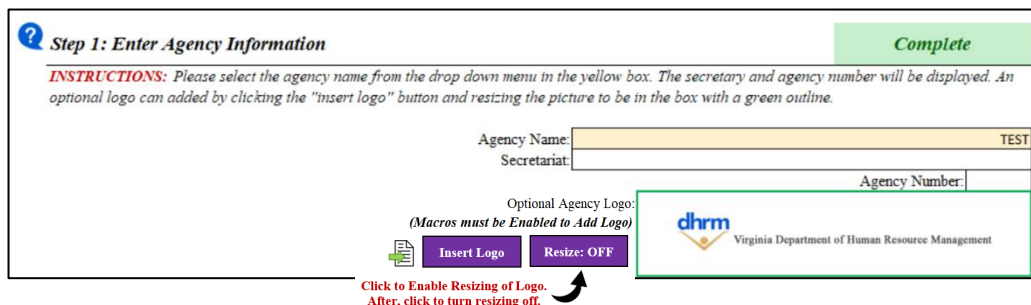 ?
Step 1: Enter Agency Information
Complete
INSTRUCTIONS: Please select the agency name from the drop down menu in the yellow box. The secretary and agency number will be displayed. An
optional logo can added by clicking the "insert logo" button and resizing the picture to be in the box with a green outline.
Agency Name:
TEST
Secretariat:
Agency Number:
Optional Agency Logo:
(Macros must be Enabled to Add Logo)
Insert Logo
Resize: OFF
dhrm
Virginia Department of Human Resource Management
Click to Enable Resizing of Logo.
After, click to turn resizing off.